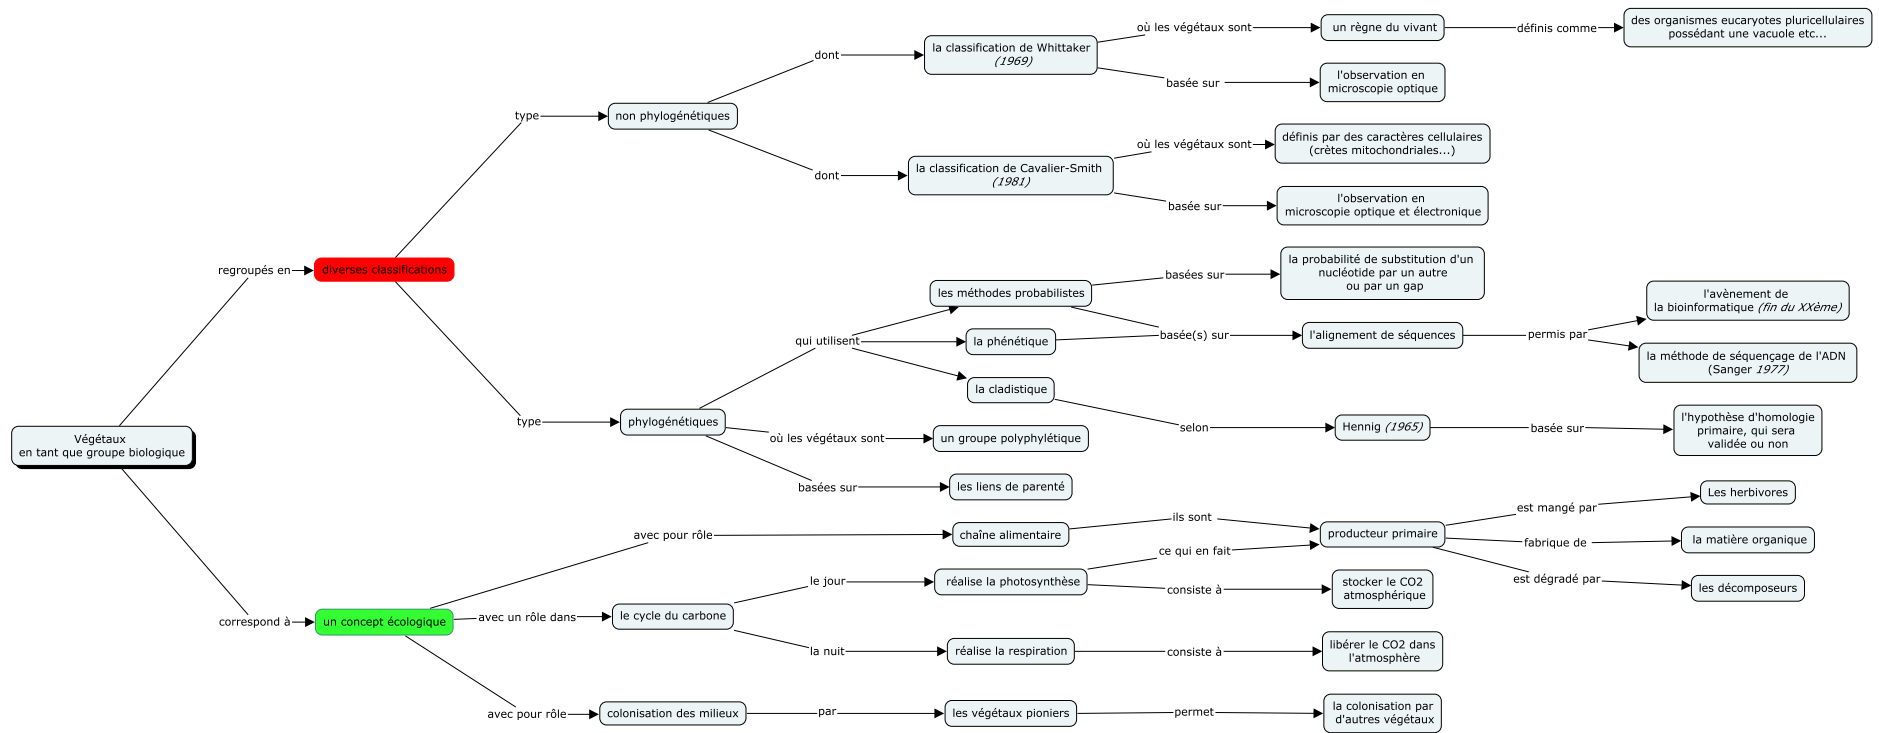 Végétaux
en tant que groupe biologique
regroupés en
diverses classifications
type
non phylogénétiques
dont
la classification de Whittaker
(1969)
où les végétaux sont
un règne du vivant
définis comme
des organismes eucaryotes pluricellulaires
possédant une vacuole etc...
basée sur
l'observation en
microscopie optique
dont
la classification de Cavalier-Smith
(1981)
où les végétaux sont
définis par des caractères cellulaires
(crètes mitochondriales...)
basée sur
l'observation en
microscopie optique et électronique
type
phylogénétiques
qui utilisent
les méthodes probabilistes
basées sur
la probabilité de substitution d'un
nucléotide par un autre
ou par un gap
la phénétique
basée(s) sur
l'alignement de séquences
permis par
l'avènement de
la bioinformatique (fin du XXème)
la méthode de séquençage de l'ADN
(Sanger 1977)
la cladistique
selon
Hennig (1965)
basée sur
l'hypothèse d'homologie
primaire, qui sera
validée ou non
où les végétaux sont
un groupe polyphylétique
basées sur
les liens de parenté
correspond à
un concept écologique
avec pour rôle
chaîne alimentaire
ils sont
producteur primaire
est mangé par
Les herbivores
fabrique de
la matière organique
est dégradé par
les décomposeurs
avec un rôle dans
le cycle du carbone
le jour
réalise la photosynthèse
ce qui en fait
consiste à
stocker le CO2
atmosphérique
la nuit
réalise la respiration
consiste à
libérer le CO2 dans
l'atmosphère
avec pour rôle
colonisation des milieux
par
les végétaux pioniers
permet
la colonisation par
d'autres végétaux